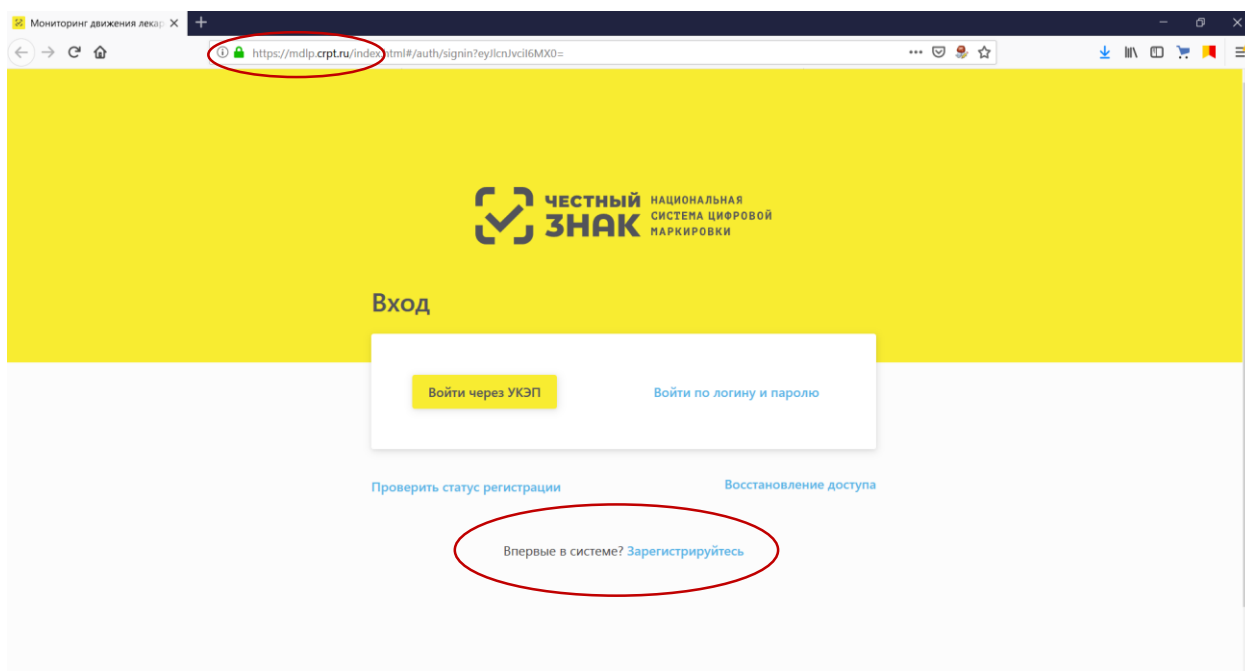 Мониторинг движения лекар
https://mdlp.crpt.ru/index.html#/auth/signin?eyJlcnJvciI6MX0=
ЧЕСТНЫЙ ЗНАК
НАЦИОНАЛЬНАЯ
СИСТЕМА ЦИФРОВОЙ
МАРКИРОВКИ
Вход
Войти через УКЭП
Войти по логину и паролю
Проверить статус регистрации
Восстановление доступа
Впервые в системе? Зарегистрируйтесь